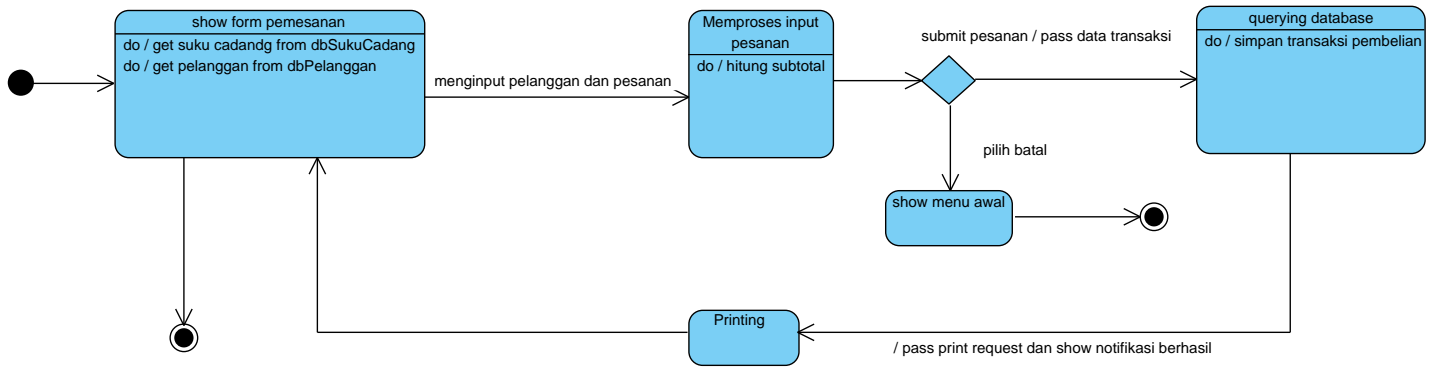 show form pemesanan
do / get suku cadandg from dbSukuCadang
do / get pelanggan from dbPelanggan
menginput pelanggan dan pesanan
Memproses input
pesanan
do / hitung subtotal
submit pesanan / pass data transaksi
querying database
do / simpan transaksi pembelian
pilih batal
show menu awal
Printing
/ pass print request dan show notifikasi berhasil